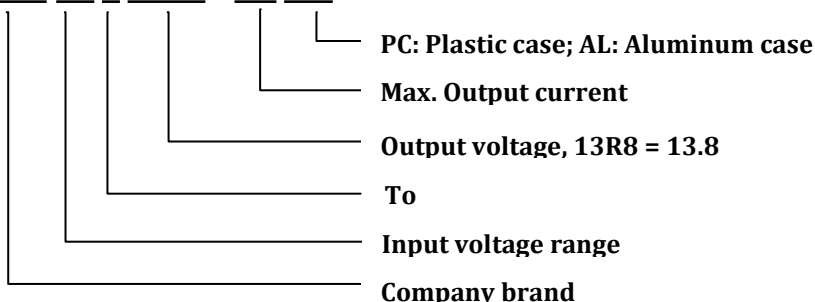 PC: Plastic case; AL: Aluminum case
Max. Output current
Output voltage, 13R8 = 13.8
To
Input voltage range
Company brand